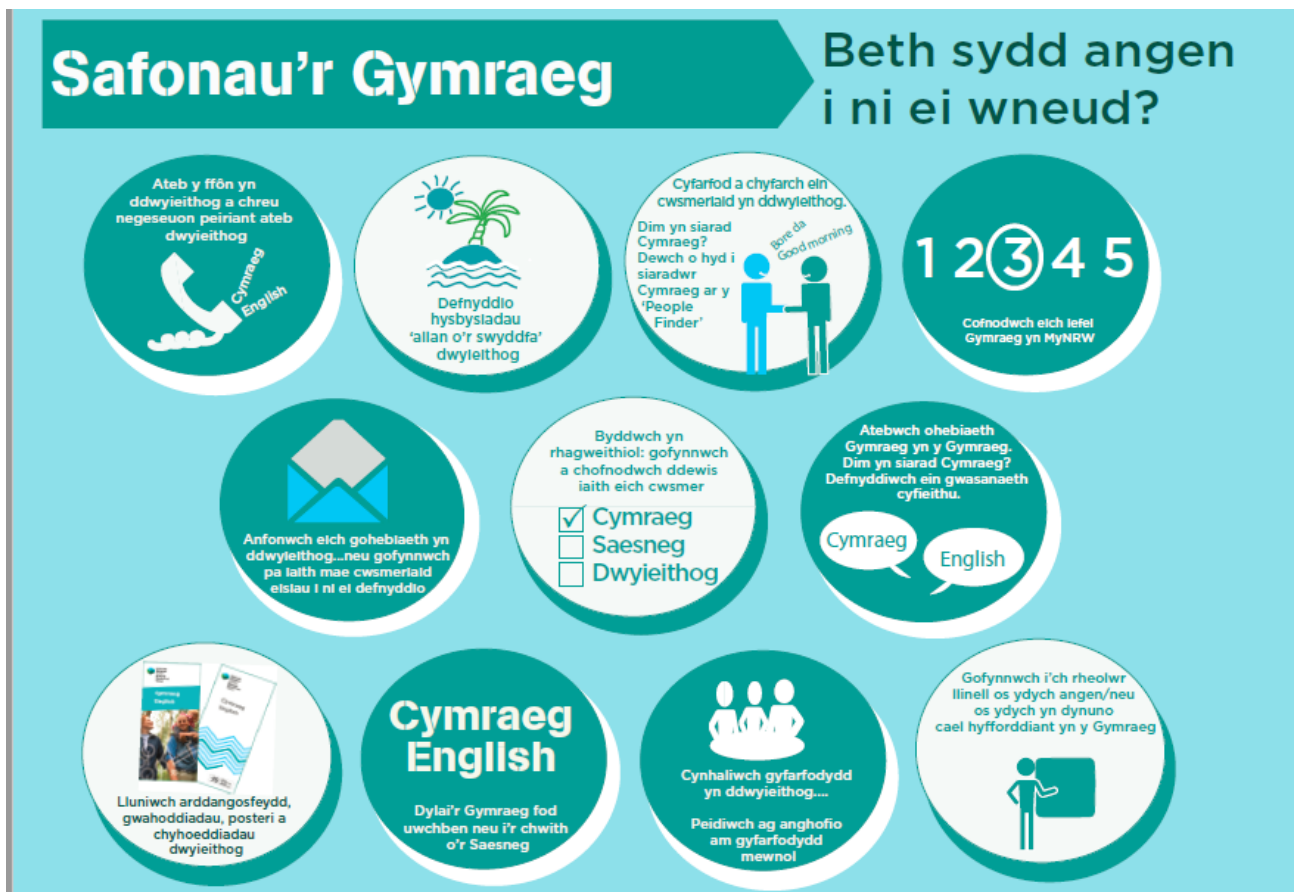 Safonau'r Gymraeg
Beth sydd angen
i ni ei wneud?
Ateb y ffôn yn
ddwyieithog a chreu
negeseuon peiriant ateb
dwyieithog
Cymraeg
English
Defnyddio
hysbysiadau
‘allan o’r swyddfa’
dwyieithog
Cyfarfod a chyfarch ein
cwsmeriaid yn ddwyieithog.
Dim yn siarad
Cymraeg?
Dewch o hyd i
siaradwr
Cymraeg ar y
‘People
Finder’
Bore da
Good morning
1 2 3 4 5
Cofnodwch eich lefel
Gymraeg yn MyNRW
Anfonwch eich gohebiaeth yn
ddwyieithog...neu gofynnwch
pa iaith mae cwsmeriaid
eisiau i ni ei defnyddio
Byddwch yn
rhagweithiol: gofynnwch
a chofnodwch ddewis
iaith eich cwsmer
Cymraeg
Saesneg
Dwyieithog
Atebwch ohebiaeth
Gymraeg yn y Gymraeg.
Dim yn siarad Cymraeg?
Defnyddiwch ein gwasanaeth
cyfieithu.
Cymraeg
English
Cymraeg
English
Cymraeg
English
Lluniwch arddangosfeydd,
gwahoddiadau, posteri a
chyhoeddiadau
dwyieithog
Cymraeg
English
Dylai'r Gymraeg fod
uwchben neu i'r chwith
o'r Saesneg
Cynhaliwch gyfarfodydd
yn ddwyieithog....
Peidiwch ag anghofio
am gyfarfodydd
mewnol
Gofynnwch i'ch rheolwr
llinell os ydych angen/neu
os ydych yn dynuno
cael hyfforddiant yn y Gymraeg